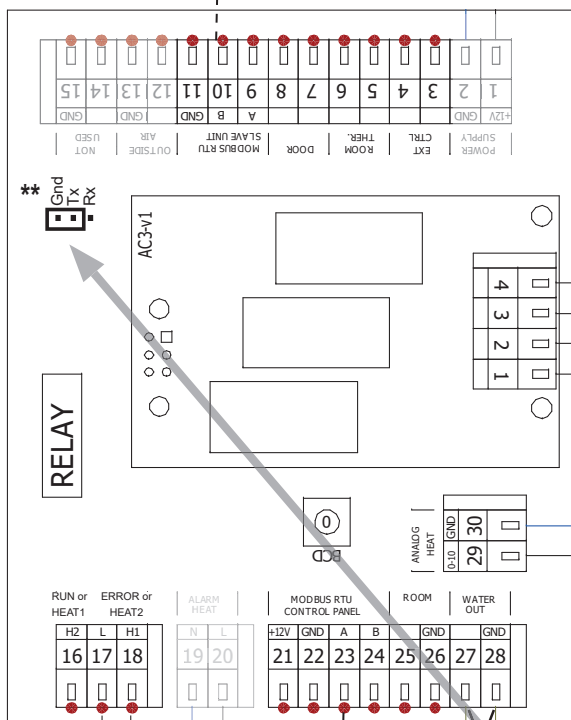 15 14 13 12 11 10 9 8 7 6 5 4 3 2 1
GND GND GND B A GND +12V
NOT USED
OUTSIDE AIR
MODBUS RTU SLAVE UNIT
DOOR
ROOM THER.
EXT CTRL
POWER SUPPLY
**
Gnd
Tx
Rx
AC3-v1
4
3
2
1
RELAY
0
BCD
ANALOG HEAT
GND 30
0-10 29
RUN or HEAT1
ERROR or HEAT2
ALARM HEAT
MODBUS RTU CONTROL PANEL
ROOM
WATER OUT
H2 L H1 N L +12V GND A B GND GND
16 17 18 19 20 21 22 23 24 25 26 27 28